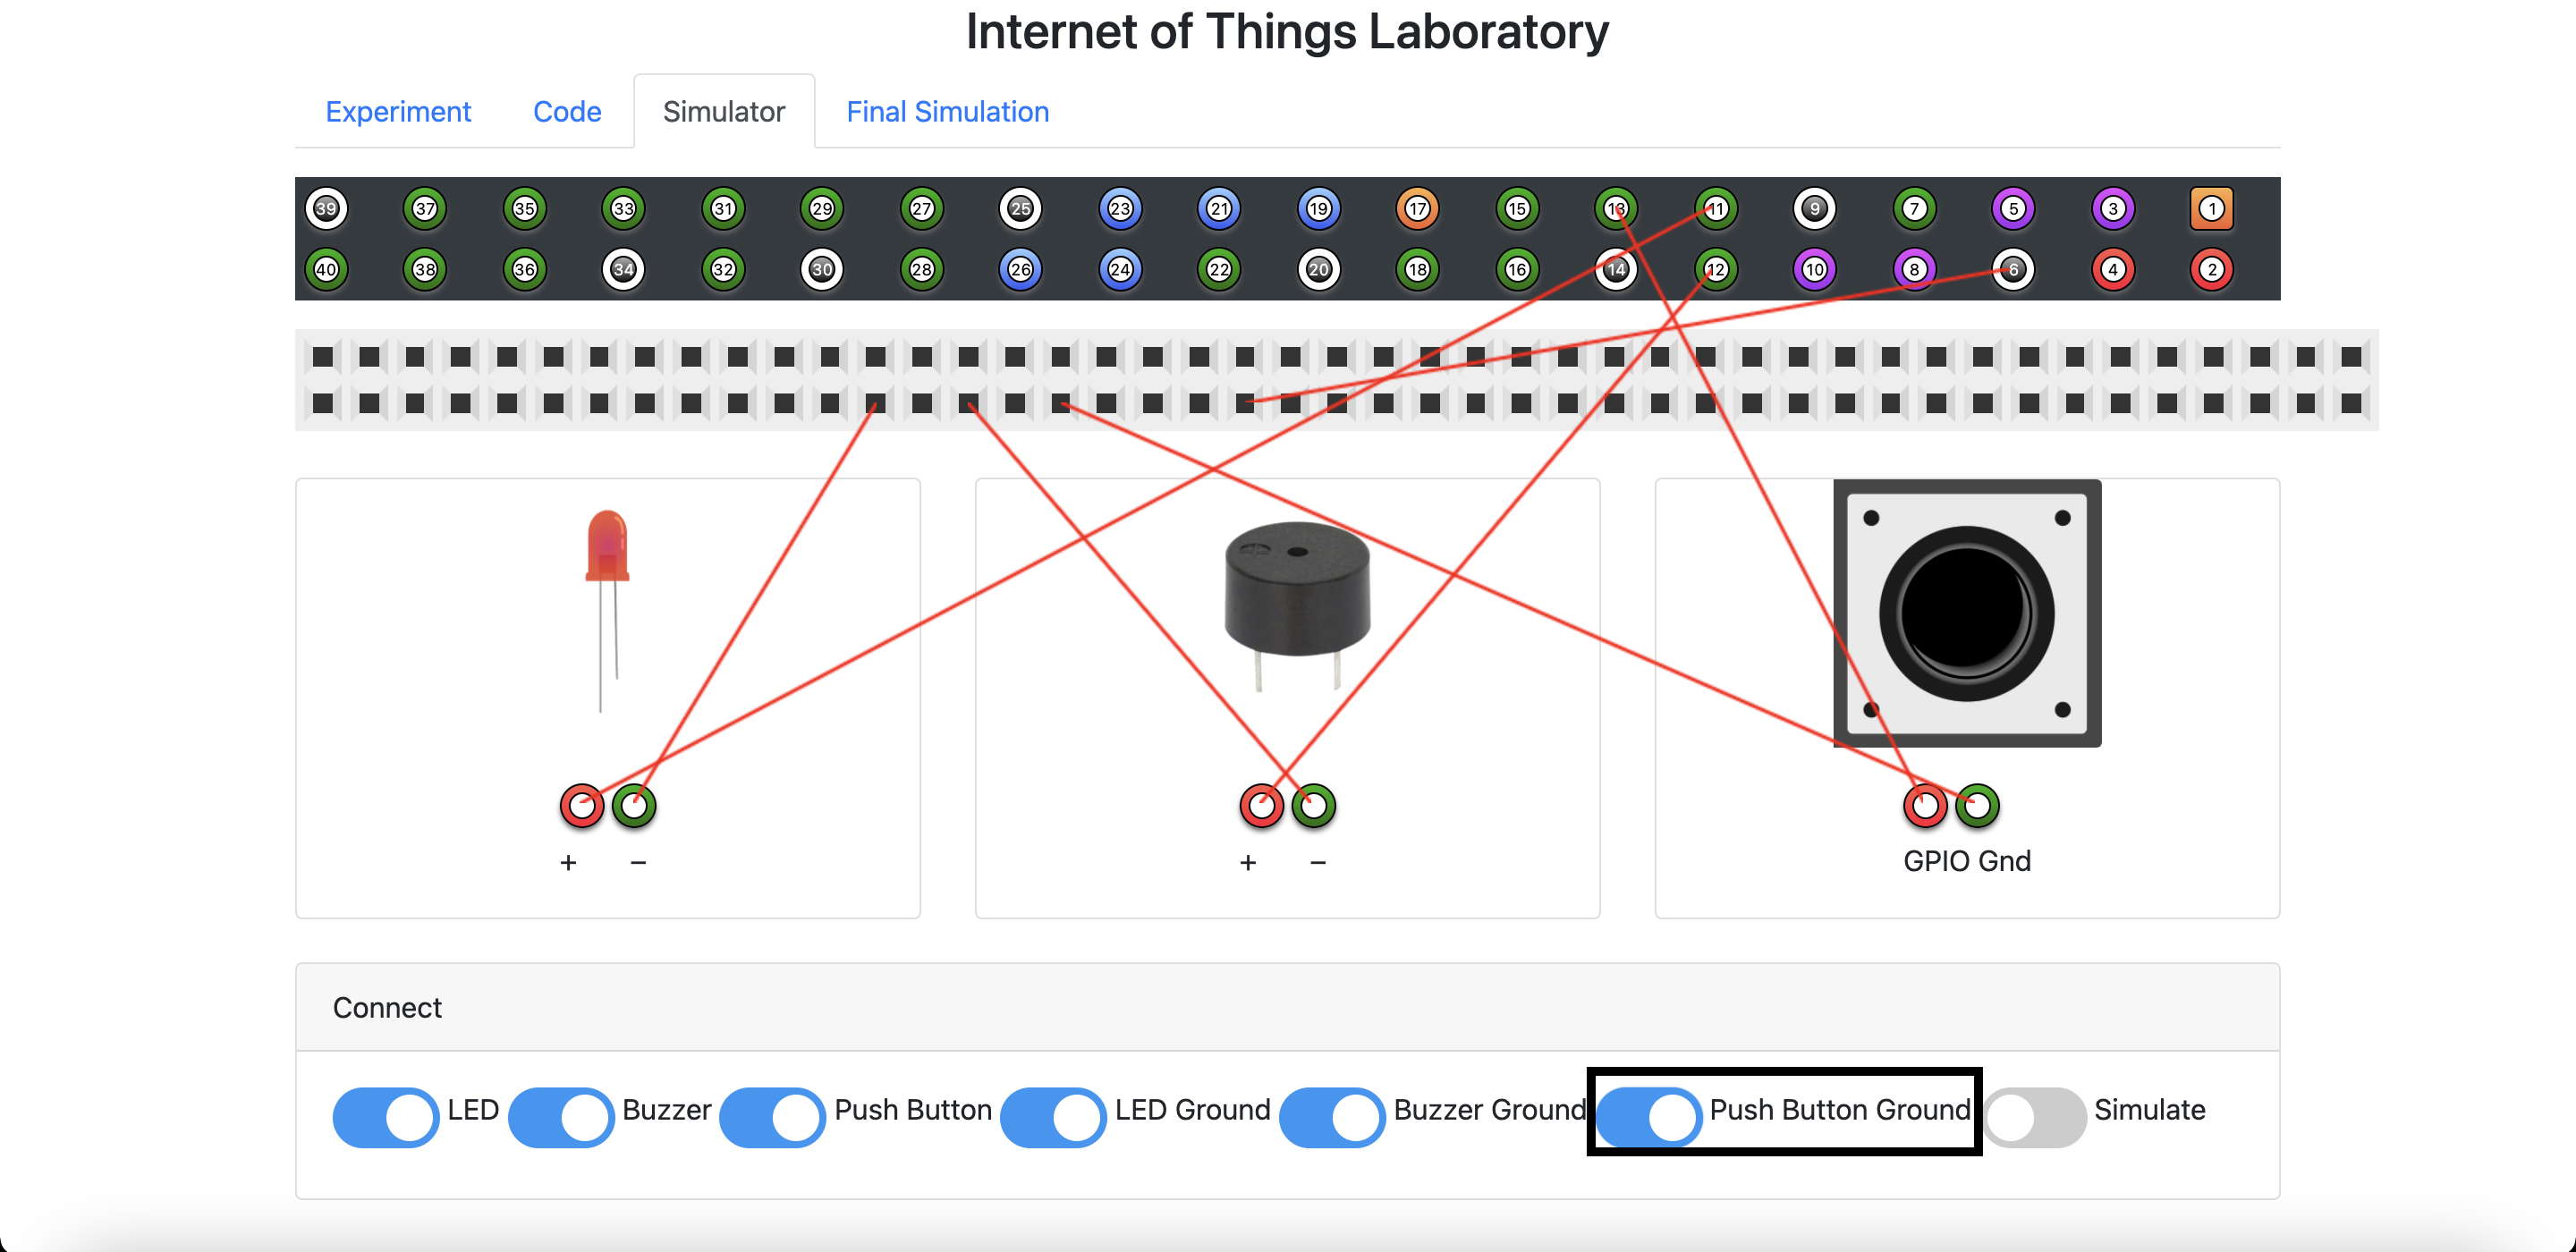 Internet of Things Laboratory
Experiment Code Simulator Final Simulation
39 37 35 33 31 29 27 25 23 21 19 17 15 13 11 9 7 5 3 1
40 38 36 34 32 30 28 26 24 22 20 18 16 14 12 10 8 6 4 2
+ − + − GPIO Gnd
Connect
LED Buzzer Push Button LED Ground Buzzer Ground Push Button Ground Simulate